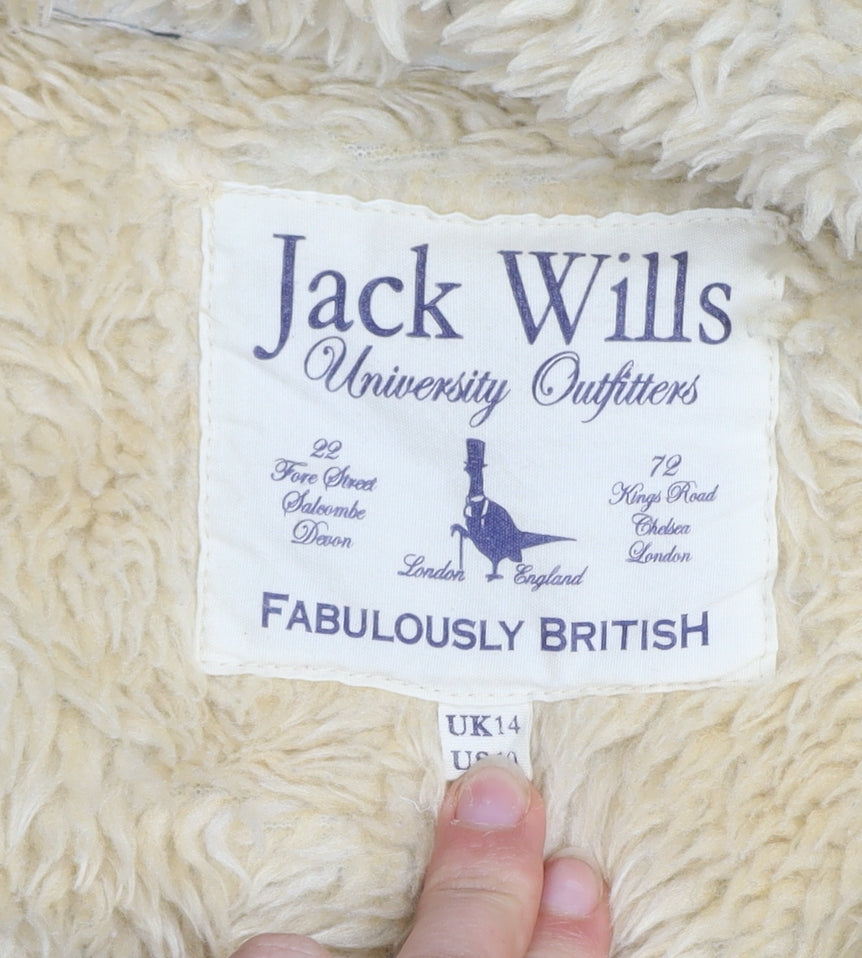 Jack Wills
University Outfitters
22
Fore Street
Salcombe
Devon
72
Kings Road
Chelsea
London
London England
FABULOUSLY BRITISH
UK14